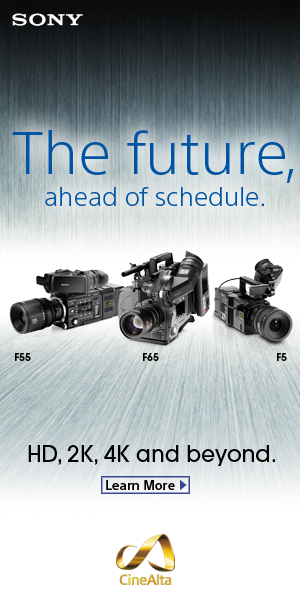 SONY
The future,
ahead of schedule.
F55
F65
F5
HD, 2K, 4K and beyond.
Learn More
CineAlta